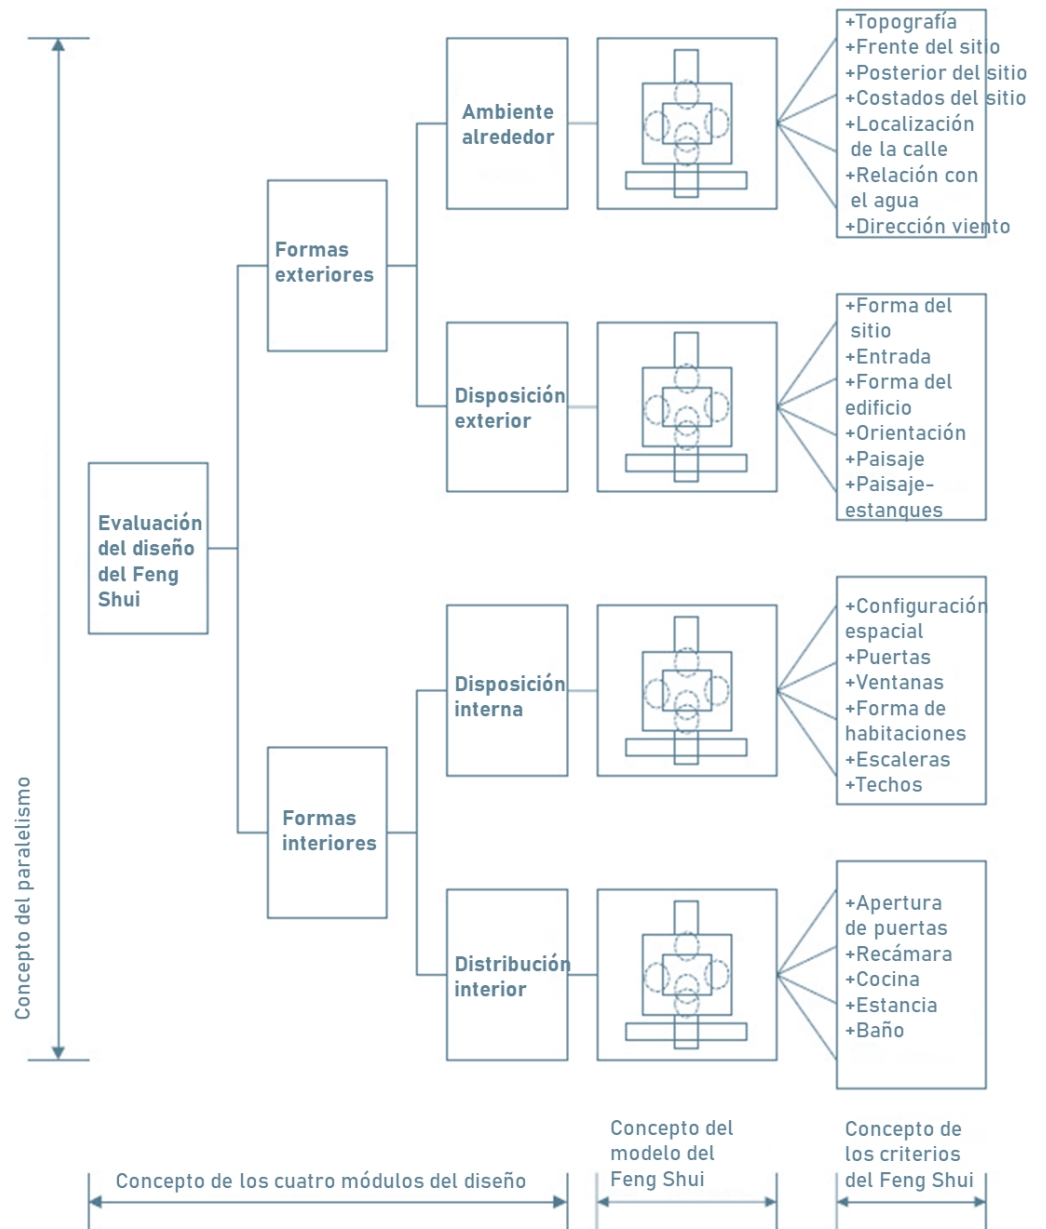 +Topografía
+Frente del sitio
+Posterior del sitio
+Costados del sitio
+Localización
de la calle
+Relación con
el agua
+Dirección viento
Ambiente
alrededor
Formas
exteriores
+Forma del
sitio
+Entrada
+Forma del
edificio
+Orientación
+Paisaje
+Paisaje-
estanques
Disposición
exterior
Evaluación
del diseño
del Feng
Shui
+Configuración
espacial
+Puertas
+Ventanas
+Forma de
habitaciones
+Escaleras
+Techos
Disposición
interna
Formas
interiores
+Apertura
de puertas
+Recámara
+Cocina
+Estancia
+Baño
Distribución
interior
Concepto del paralelismo
Concepto de los cuatro módulos del diseño
Concepto del
modelo del
Feng Shui
Concepto de
los criterios
del Feng Shui